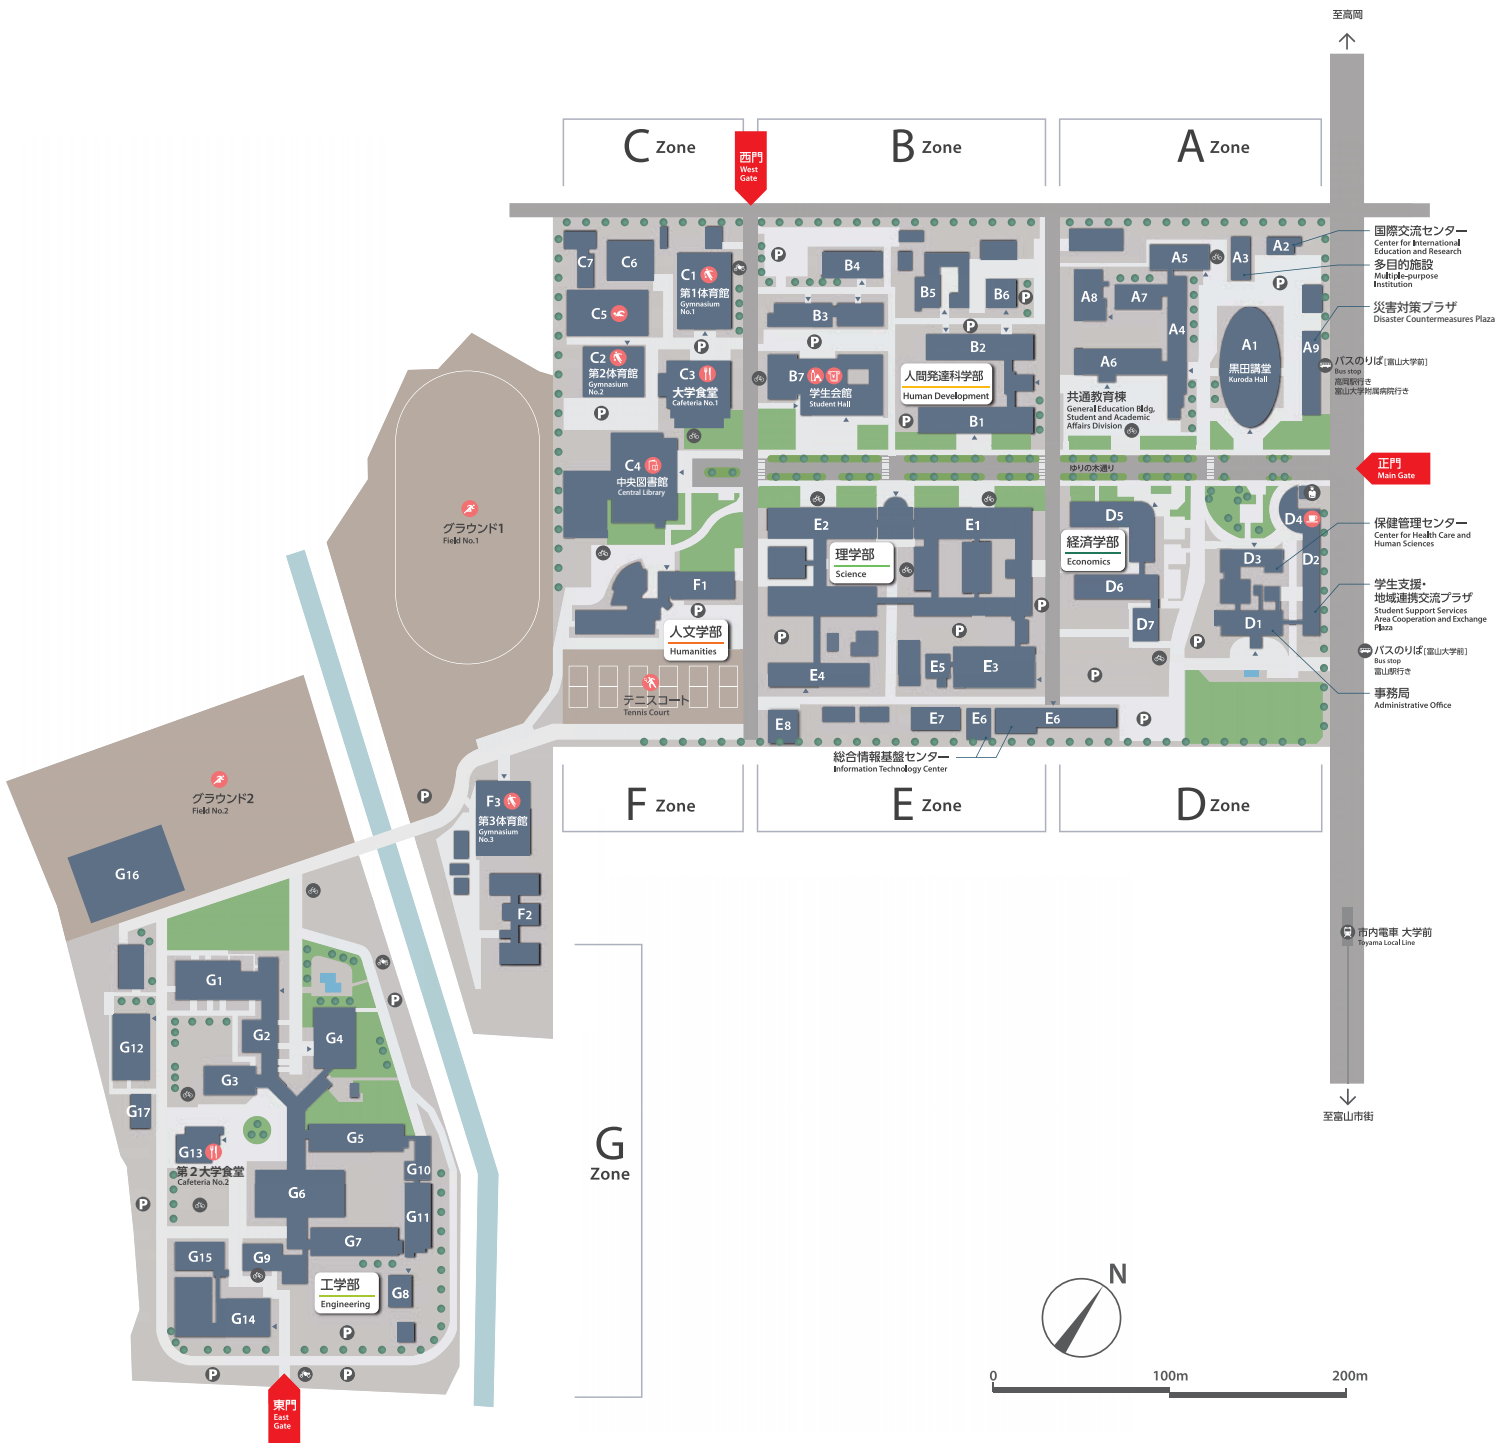 至高岡
C Zone
B Zone
A Zone
西門
West
Gate
国際交流センター
Center for International
Education and Research
多目的施設
Multiple-purpose
Institution
災害対策プラザ
Disaster Countermeasures Plaza
バスのりば[富山大学前]
Bus stop
高岡駅行き
富山大学附属病院行き
C7
C6
C1
第1体育館
Gymnasium
No.1
C5
C2
第2体育館
Gymnasium
No.2
C3
大学食堂
Cafeteria No.1
C4
中央図書館
Central Library
P
P
B4
B5
B6
P
P
B3
P
P
B2
B7
学生会館
Student Hall
人間発達科学部
Human Development
P
B1
A5
A3
A2
P
A8
A7
A4
A6
A1
黒田講堂
Kuroda Hall
A9
共通教育棟
General Education Bldg,
Student and Academic
Affairs Division
ゆりの木通り
正門
Main Gate
グラウンド1
Field No.1
F1
P
人文学部
Humanities
テニスコート
Tennis Court
E2
E1
理学部
Science
P
P
P
E5
E3
E4
E8
E7
E6
E6
総合情報基盤センター
Information Technology Center
D5
経済学部
Economics
D6
D7
P
P
P
D4
D3
D2
D1
保健管理センター
Center for Health Care and
Human Sciences
学生支援・
地域連携交流プラザ
Student Support Services
Area Cooperation and Exchange
Plaza
バスのりば[富山大学前]
Bus stop
富山駅行き
事務局
Administrative Office
F Zone
E Zone
D Zone
グラウンド2
Field No.2
P
F3
第3体育館
Gymnasium
No.3
F2
G16
市内電車 大学前
Toyama Local Line
至富山市街
G1
G2
G4
P
G12
G3
G17
G13
第2大学食堂
Cafeteria No.2
G5
G10
G6
G11
P
G7
G15
G9
工学部
Engineering
G8
G14
P
P
P
東門
East
Gate
G
Zone
N
0
100m
200m